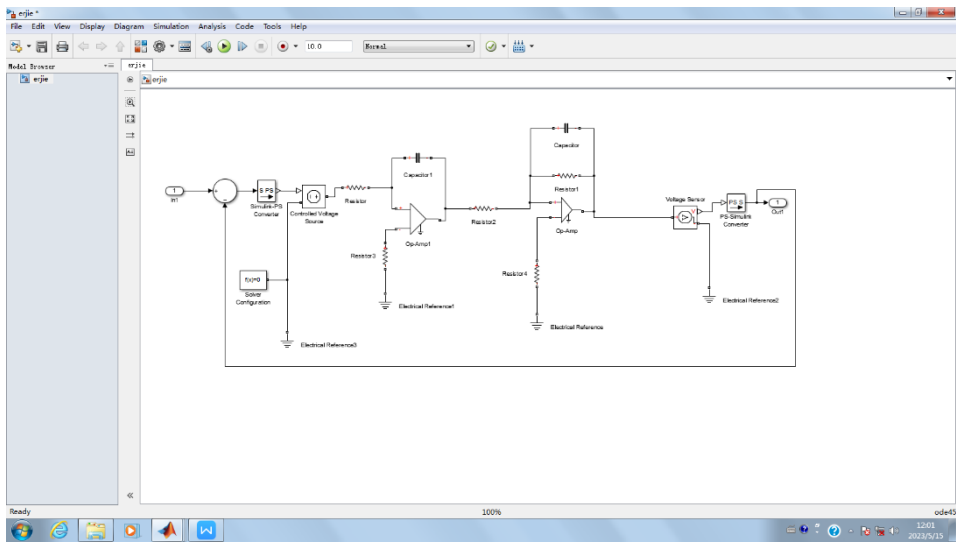 erjie *
File Edit View Display Diagram Simulation Analysis Code Tools Help
10.0
Normal
Model Browser
erjie
erjie
erjie
Capacitor
Capacitor1
Resistor1
1
In1
S PS
Simulink-PS
Converter
Controlled Voltage
Source
Resistor
Op-Amp1
Resistor2
Op-Amp
Voltage Sensor
PS S
PS-Simulink
Converter
1
Out1
Resistor3
Resistor4
f(x)=0
Solver
Configuration
Electrical Reference1
Electrical Reference2
Electrical Reference
Electrical Reference3
Ready
100%
ode45
12:01
2023/5/15